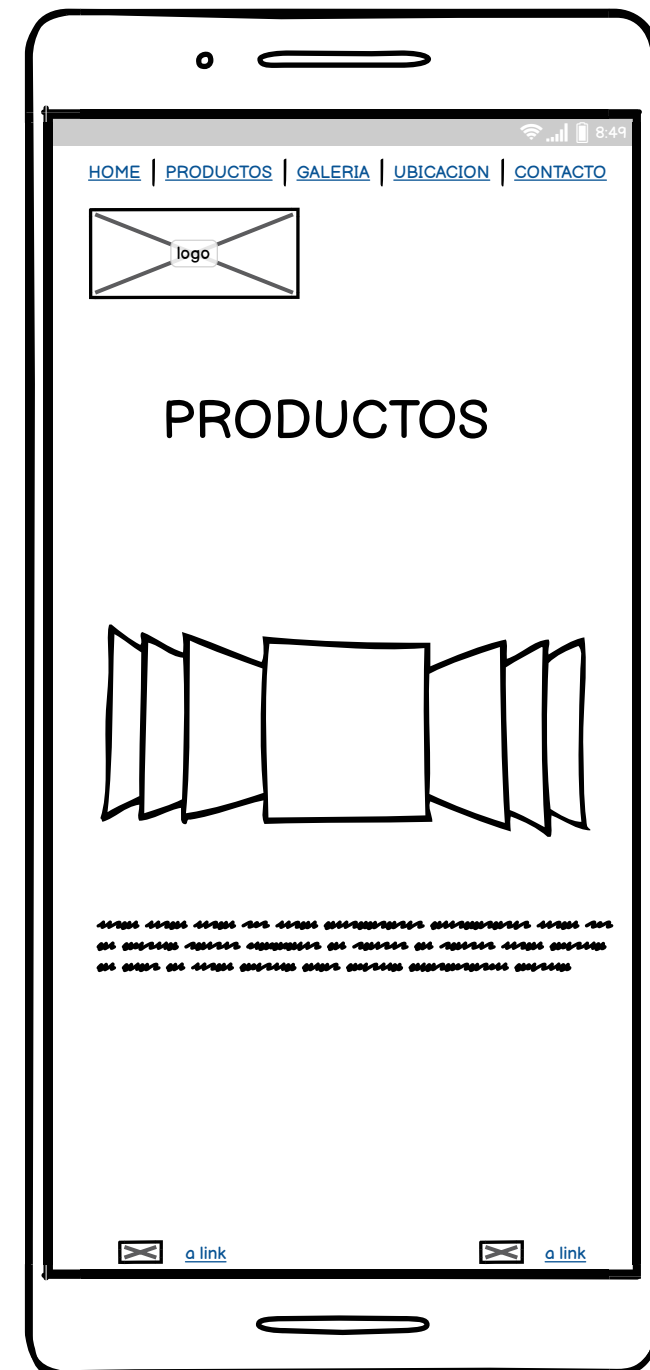 8:49
HOME PRODUCTOS GALERIA UBICACION CONTACTO
logo
PRODUCTOS
a link a link